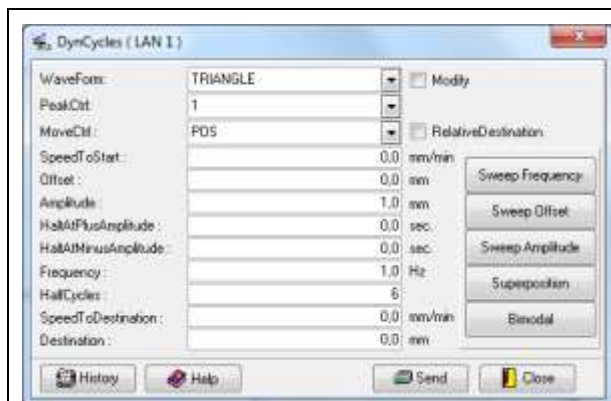 DynCycles ( LAN 1 )
WaveForm: TRIANGLE Modify
PeakCtrl: 1
MoveCtrl: POS RelativeDestination
SpeedToStart : 0,0 mm/min
Offset : 0,0 mm
Amplitude : 1,0 mm
HaltAtPlusAmplitude : 0,0 sec.
HaltAtMinusAmplitude : 0,0 sec.
Frequency : 1,0 Hz
HalfCycles : 6
SpeedToDestination : 0,0 mm/min
Destination : 0,0 mm
Sweep Frequency
Sweep Offset
Sweep Amplitude
Superposition
Bimodal
History Help Send Close